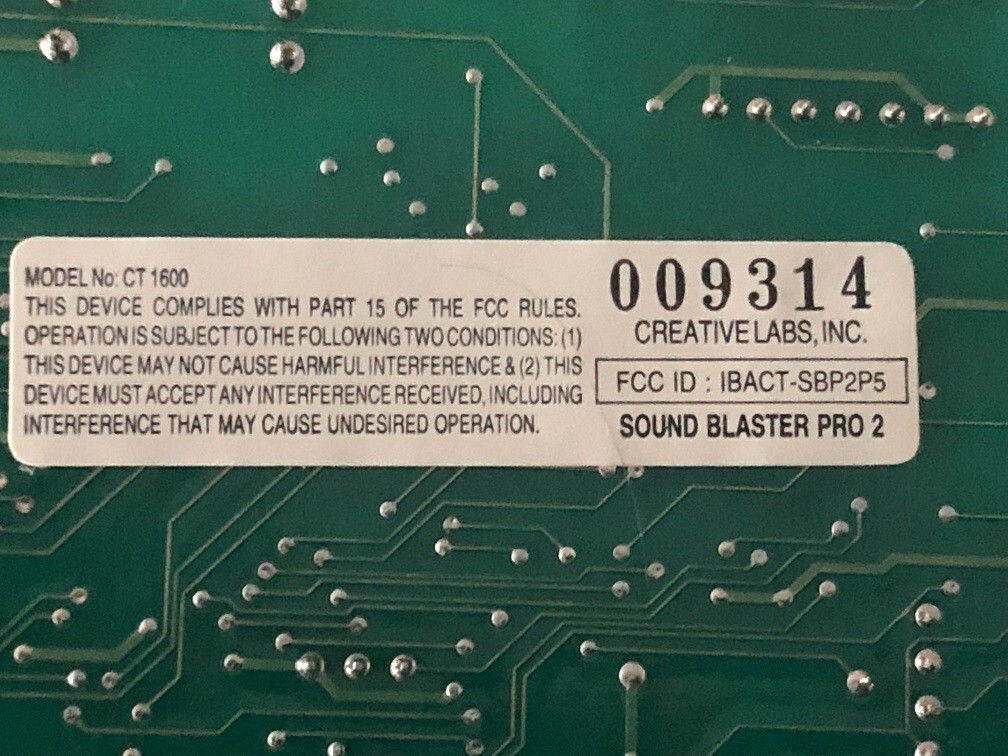 MODEL No: CT 1600
THIS DEVICE COMPLIES WITH PART 15 OF THE FCC RULES.
OPERATION IS SUBJECT TO THE FOLLOWING TWO CONDITIONS: (1)
THIS DEVICE MAY NOT CAUSE HARMFUL INTERFERENCE & (2) THIS
DEVICE MUST ACCEPT ANY INTERFERENCE RECEIVED, INCLUDING
INTERFERENCE THAT MAY CAUSE UNDESIRED OPERATION.
009314
CREATIVE LABS, INC.
FCC ID : IBACT-SBP2P5
SOUND BLASTER PRO 2